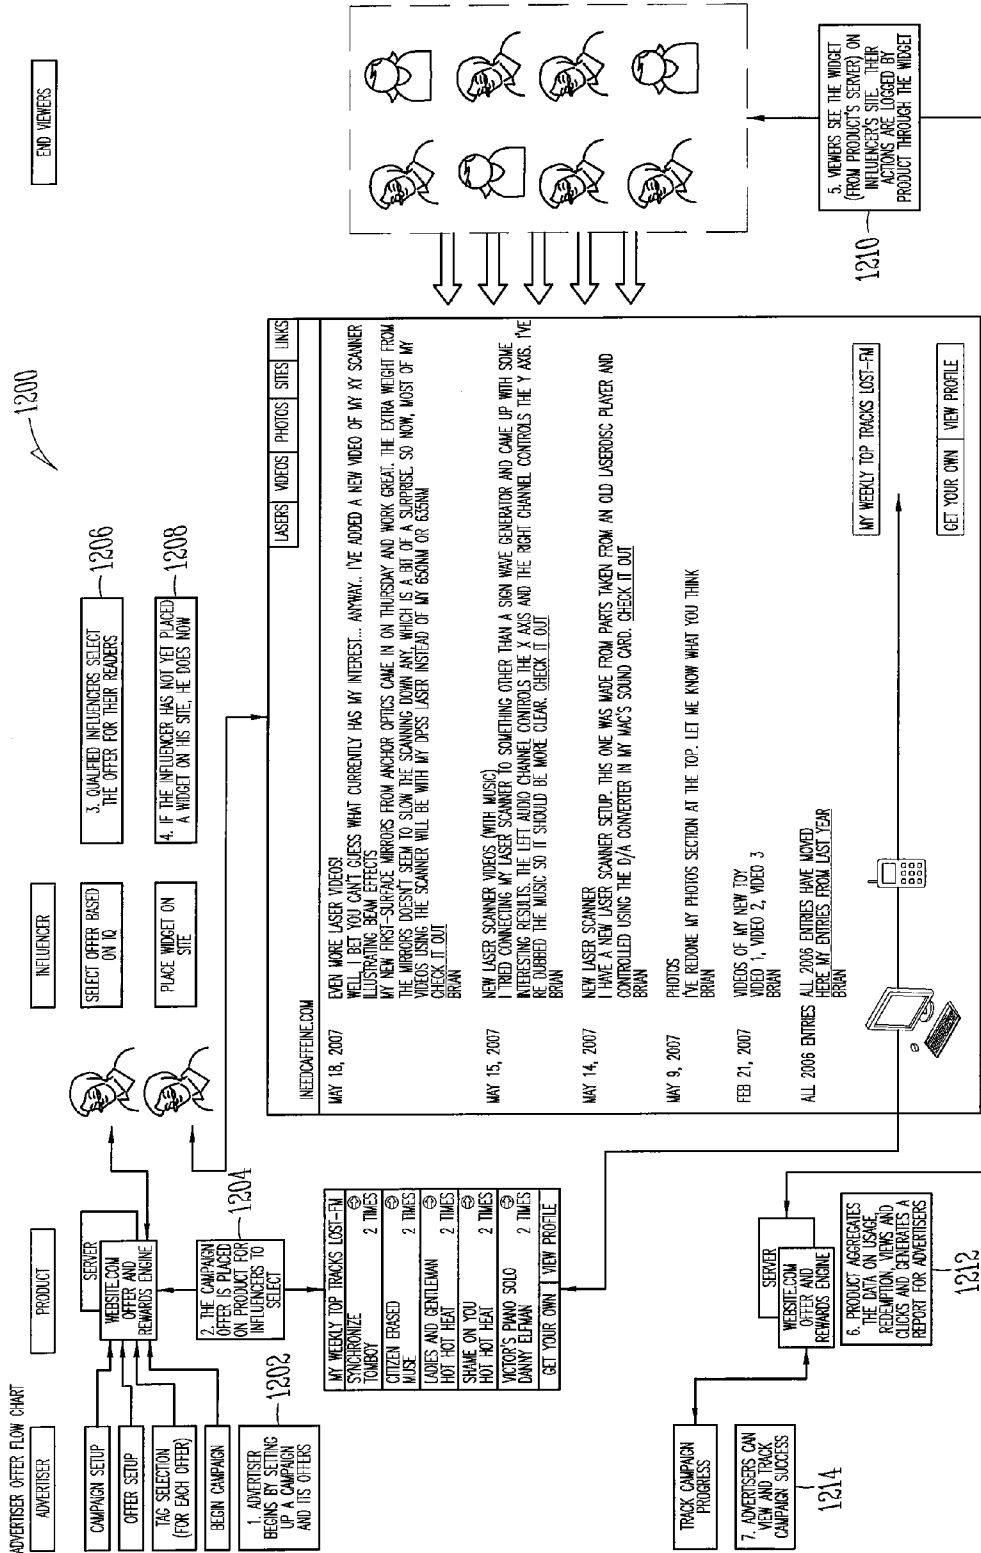 ADVERTISER OFFER FLOW CHART
1200
ADVERTISER
PRODUCT
INFLUENCER
END VIEWERS
CAMPAIGN SETUP
OFFER SETUP
TAG SELECTION
(FOR EACH OFFER)
BEGIN CAMPAIGN
1. ADVERTISER
BEGINS BY SETTING
UP A CAMPAIGN
AND ITS OFFERS
1202
SERVER
WEBSITE.COM
OFFER AND
REWARDS ENGINE
2. THE CAMPAIGN
OFFER IS PLACED
ON PRODUCT FOR
INFLUENCERS TO
SELECT
1204
SELECT OFFER BASED
ON IQ
PLACE WIDGET ON
SITE
3. QUALIFIED INFLUENCERS SELECT
THE OFFER FOR THEIR READERS
1206
4. IF THE INFLUENCER HAS NOT YET PLACED
A WIDGET ON HIS SITE, HE DOES NOW
1208
MY WEEKLY TOP TRACKS LOST-FM
SYNCHRONIZE
TOMBOY 2 TIMES
CITIZEN ERASED
MUSE 2 TIMES
LADIES AND GENTLEMAN
HOT HOT HEAT 2 TIMES
SHAME ON YOU
HOT HOT HEAT 2 TIMES
VICTOR'S PIANO SOLO
DANNY ELFMAN 2 TIMES
GET YOUR OWN VIEW PROFILE
INEEDCAFFEINE.COM
LASERS VIDEOS PHOTOS SITES LINKS
MAY 18, 2007 EVEN MORE LASER VIDEOS!
WELL, I BET YOU CAN'T GUESS WHAT CURRENTLY HAS MY INTEREST... ANYWAY.. I'VE ADDED A NEW VIDEO OF MY XY SCANNER
ILLUSTRATING BEAM EFFECTS
MY NEW FIRST-SURFACE MIRRORS FROM ANCHOR OPTICS CAME IN ON THURSDAY AND WORK GREAT. THE EXTRA WEIGHT FROM
THE MIRRORS DOESN'T SEEM TO SLOW THE SCANNING DOWN ANY, WHICH IS A BIT OF A SURPRISE. SO NOW, MOST OF MY
VIDEOS USING THE SCANNER WILL BE WITH MY DPSS LASER INSTEAD OF MY 650NM OR 635NM
CHECK IT OUT
BRIAN
MAY 15, 2007 NEW LASER SCANNER VIDEOS (WITH MUSIC)
I TRIED CONNECTING MY LASER SCANNER TO SOMETHING OTHER THAN A SIGN WAVE GENERATOR AND CAME UP WITH SOME
INTERESTING RESULTS. THE LEFT AUDIO CHANNEL CONTROLS THE X AXIS AND THE RIGHT CHANNEL CONTROLS THE Y AXIS. I'VE
RE DUBBED THE MUSIC SO IT SHOULD BE MORE CLEAR. CHECK IT OUT
BRIAN
MAY 14, 2007 NEW LASER SCANNER
I HAVE A NEW LASER SCANNER SETUP. THIS ONE WAS MADE FROM PARTS TAKEN FROM AN OLD LASERDISC PLAYER AND
CONTROLLED USING THE D/A CONVERTER IN MY MAC'S SOUND CARD. CHECK IT OUT
BRIAN
MAY 9, 2007 PHOTOS
I'VE REDONE MY PHOTOS SECTION AT THE TOP. LET ME KNOW WHAT YOU THINK
BRIAN
FEB 21, 2007 VIDEOS OF MY NEW TOY
VIDEO 1, VIDEO 2, VIDEO 3
BRIAN
ALL 2006 ENTRIES ALL 2006 ENTRIES HAVE MOVED
HERE MY ENTRIES FROM LAST YEAR
BRIAN
MY WEEKLY TOP TRACKS LOST-FM
GET YOUR OWN VIEW PROFILE
5. VIEWERS SEE THE WIDGET
(FROM PRODUCT'S SERVER) ON
INFLUENCER'S SITE. THEIR
ACTIONS ARE LOGGED BY
PRODUCT THROUGH THE WIDGET
1210
SERVER
WEBSITE.COM
OFFER AND
REWARDS ENGINE
6. PRODUCT AGGREGATES
THE DATA ON USAGE,
REDEMPTION, VIEWS AND
CLICKS AND GENERATES A
REPORT FOR ADVERTISERS
1212
TRACK CAMPAIGN
PROGRESS
7. ADVERTISERS CAN
VIEW AND TRACK
CAMPAIGN SUCCESS
1214